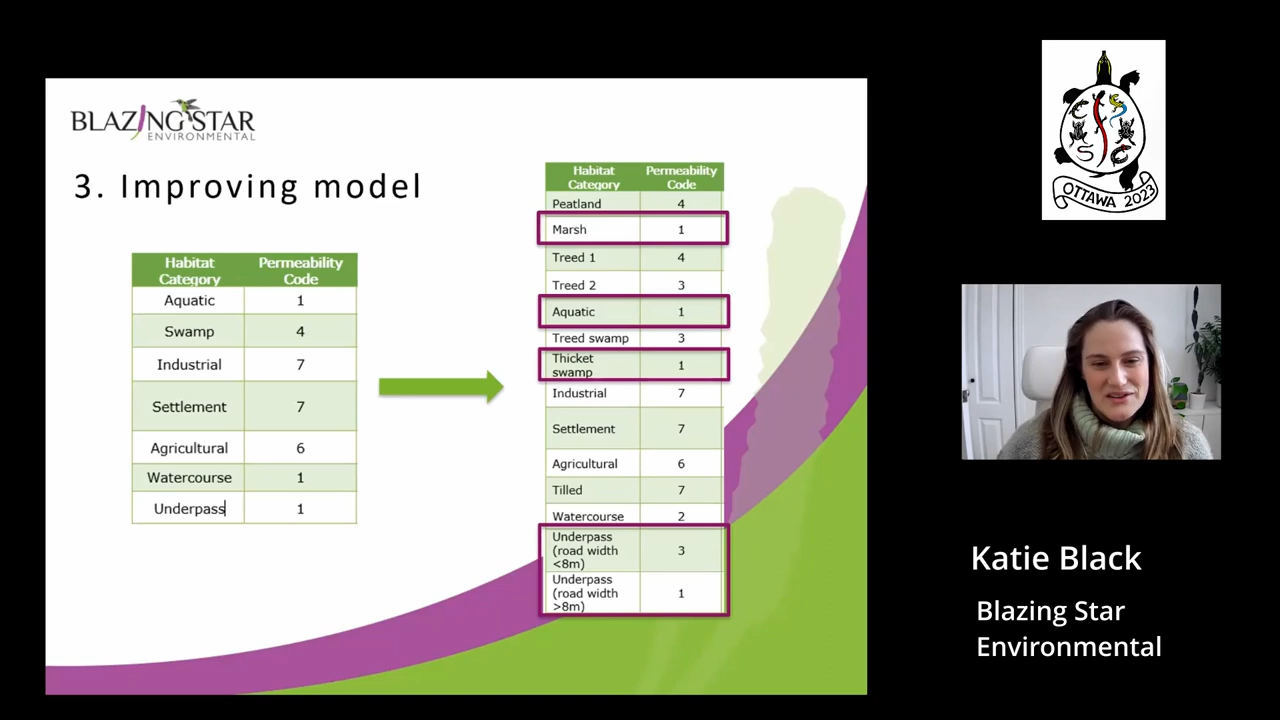 BLAZING STAR
ENVIRONMENTAL
3. Improving model
Habitat Category Permeability Code
Aquatic 1
Swamp 4
Industrial 7
Settlement 7
Agricultural 6
Watercourse 1
Underpass 1
Habitat Category Permeability Code
Peatland 4
Marsh 1
Treed 1 4
Treed 2 3
Aquatic 1
Treed swamp 3
Thicket swamp 1
Industrial 7
Settlement 7
Agricultural 6
Tilled 7
Watercourse 2
Underpass (road width <8m) 3
Underpass (road width >8m) 1
C S S C
OTTAWA 2023
Katie Black
Blazing Star
Environmental